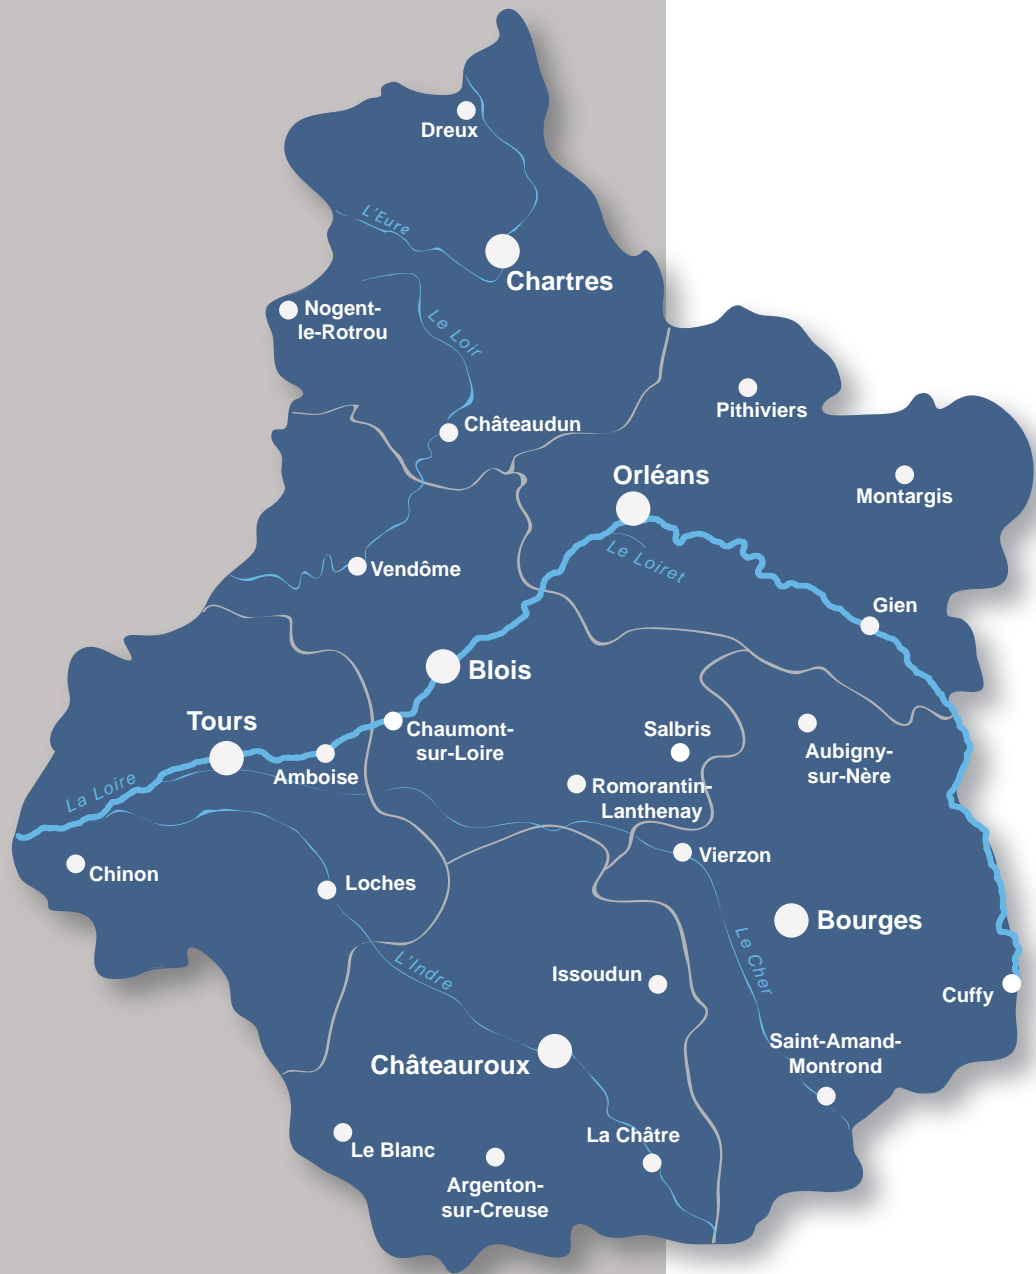 Dreux
L'Eure
Chartres
Nogent-
le-Rotrou
Le Loir
Pithiviers
Châteaudun
Orléans
Montargis
Le Loiret
Vendôme
Gien
Blois
Tours
Chaumont-
sur-Loire
Salbris
Aubigny-
sur-Nère
Amboise
La Loire
Romorantin-
Lanthenay
Vierzon
Chinon
Loches
Bourges
Le Cher
L'Indre
Issoudun
Cuffy
Saint-Amand-
Montrond
Châteauroux
La Châtre
Le Blanc
Argenton-
sur-Creuse